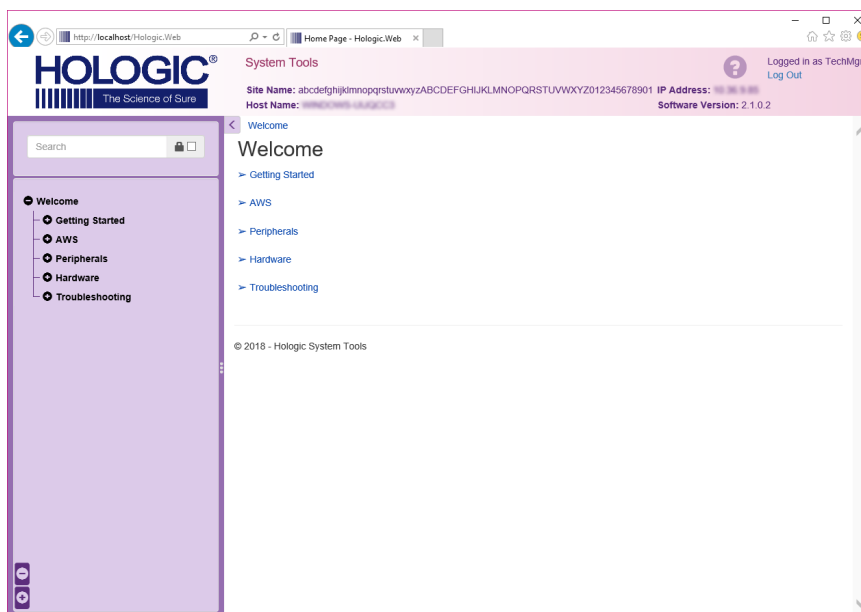 http://localhost/Hologic.Web
Home Page - Hologic.Web
HOLOGIC®
The Science of Sure
System Tools
Logged in as TechMgr
Log Out
Site Name: abcdefghijklmnopqrstuvwxyzABCDEFGHIJKLMNOPQRSTUVWXYZ012345678901 IP Address:
Host Name:
Software Version: 2.1.0.2
Search
Welcome
Welcome
Getting Started
AWS
Peripherals
Hardware
Troubleshooting
Welcome
Getting Started
AWS
Peripherals
Hardware
Troubleshooting
© 2018 - Hologic System Tools